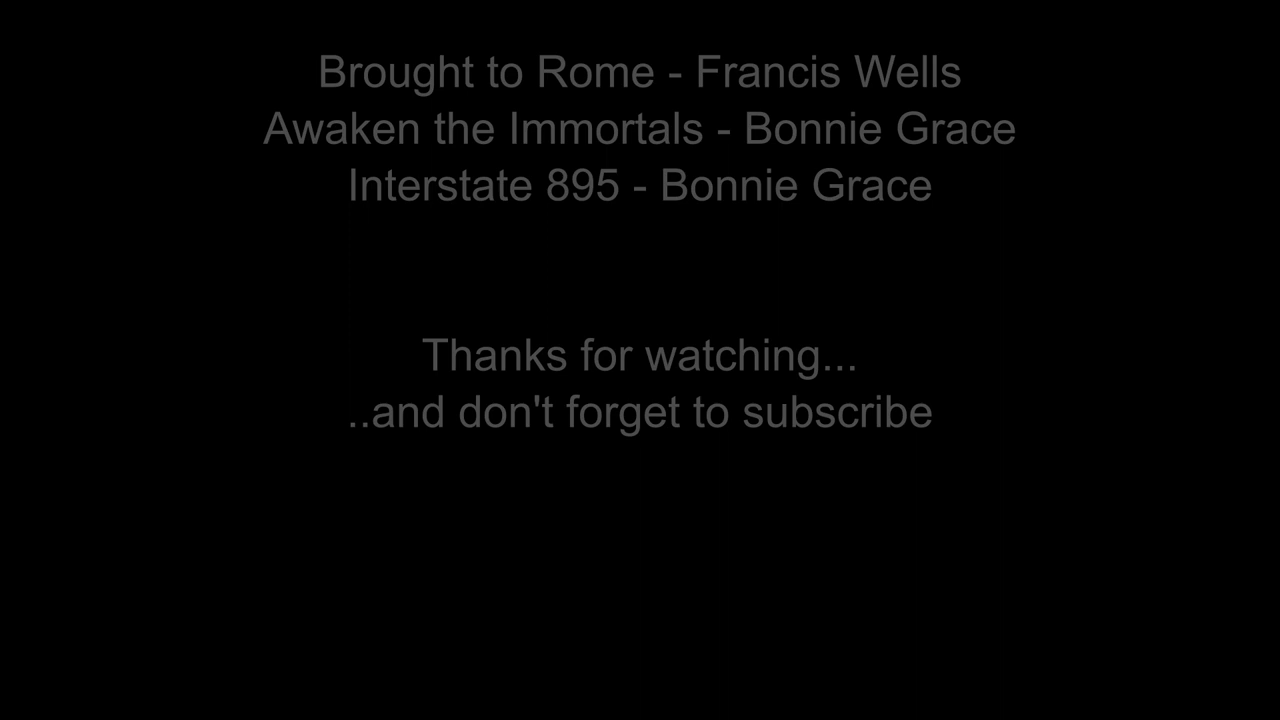 Brought to Rome - Francis Wells
Awaken the Immortals - Bonnie Grace
Interstate 895 - Bonnie Grace
Thanks for watching...
..and don't forget to subscribe